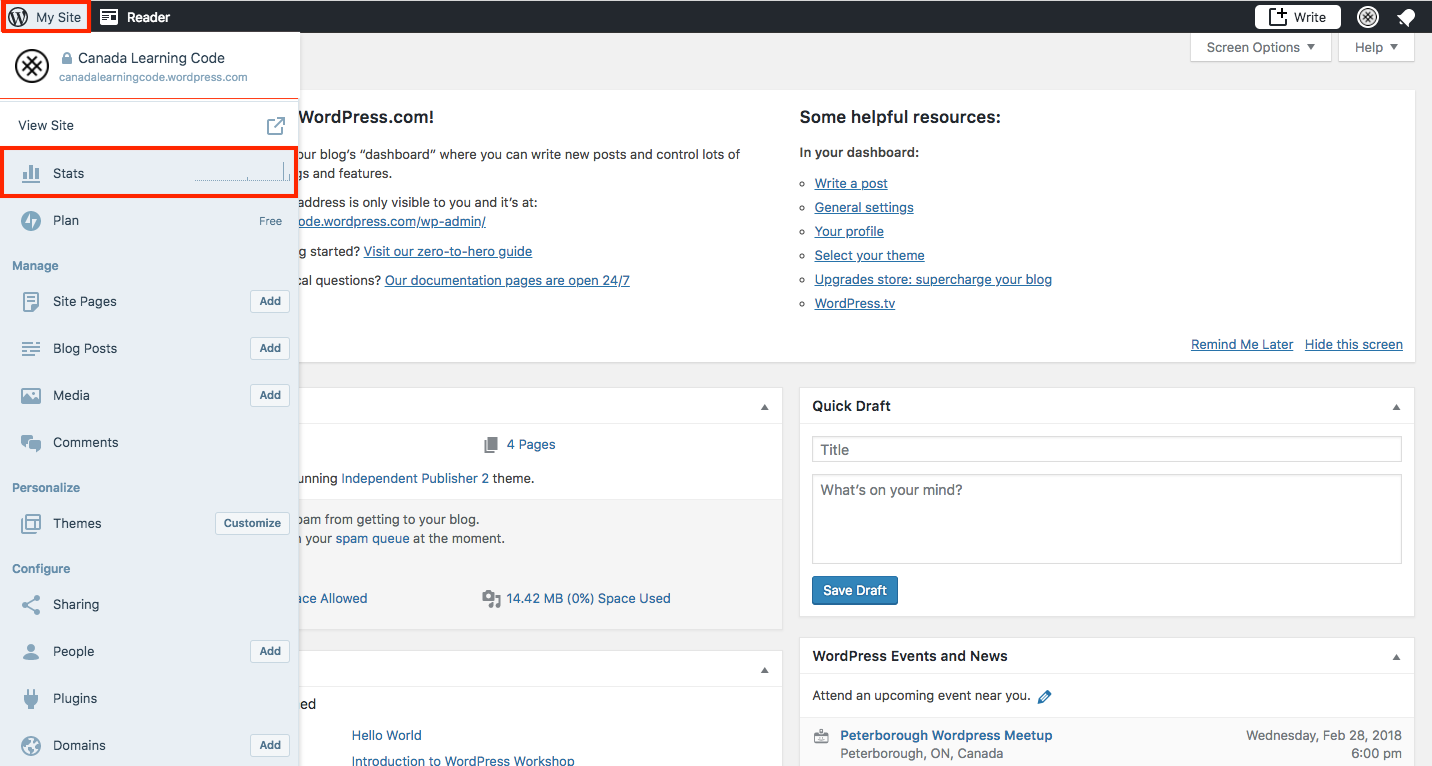 My Site
Reader
Write
Canada Learning Code
canadalearningcode.wordpress.com
View Site
Stats
Plan
Free
Manage
Site Pages
Add
Blog Posts
Add
Media
Add
Comments
Personalize
Themes
Customize
Configure
Sharing
People
Add
Plugins
Domains
Add
Screen Options
Help
WordPress.com!
our blog’s “dashboard” where you can write new posts and control lots of
gs and features.
address is only visible to you and it’s at:
ode.wordpress.com/wp-admin/
g started? Visit our zero-to-hero guide
cal questions? Our documentation pages are open 24/7
Some helpful resources:
In your dashboard:
Write a post
General settings
Your profile
Select your theme
Upgrades store: supercharge your blog
WordPress.tv
Remind Me Later
Hide this screen
4 Pages
unning Independent Publisher 2 theme.
pam from getting to your blog.
n your spam queue at the moment.
ace Allowed
14.42 MB (0%) Space Used
ed
Hello World
Introduction to WordPress Workshop
Quick Draft
Title
What’s on your mind?
Save Draft
WordPress Events and News
Attend an upcoming event near you.
Peterborough Wordpress Meetup
Wednesday, Feb 28, 2018
Peterborough, ON, Canada
6:00 pm